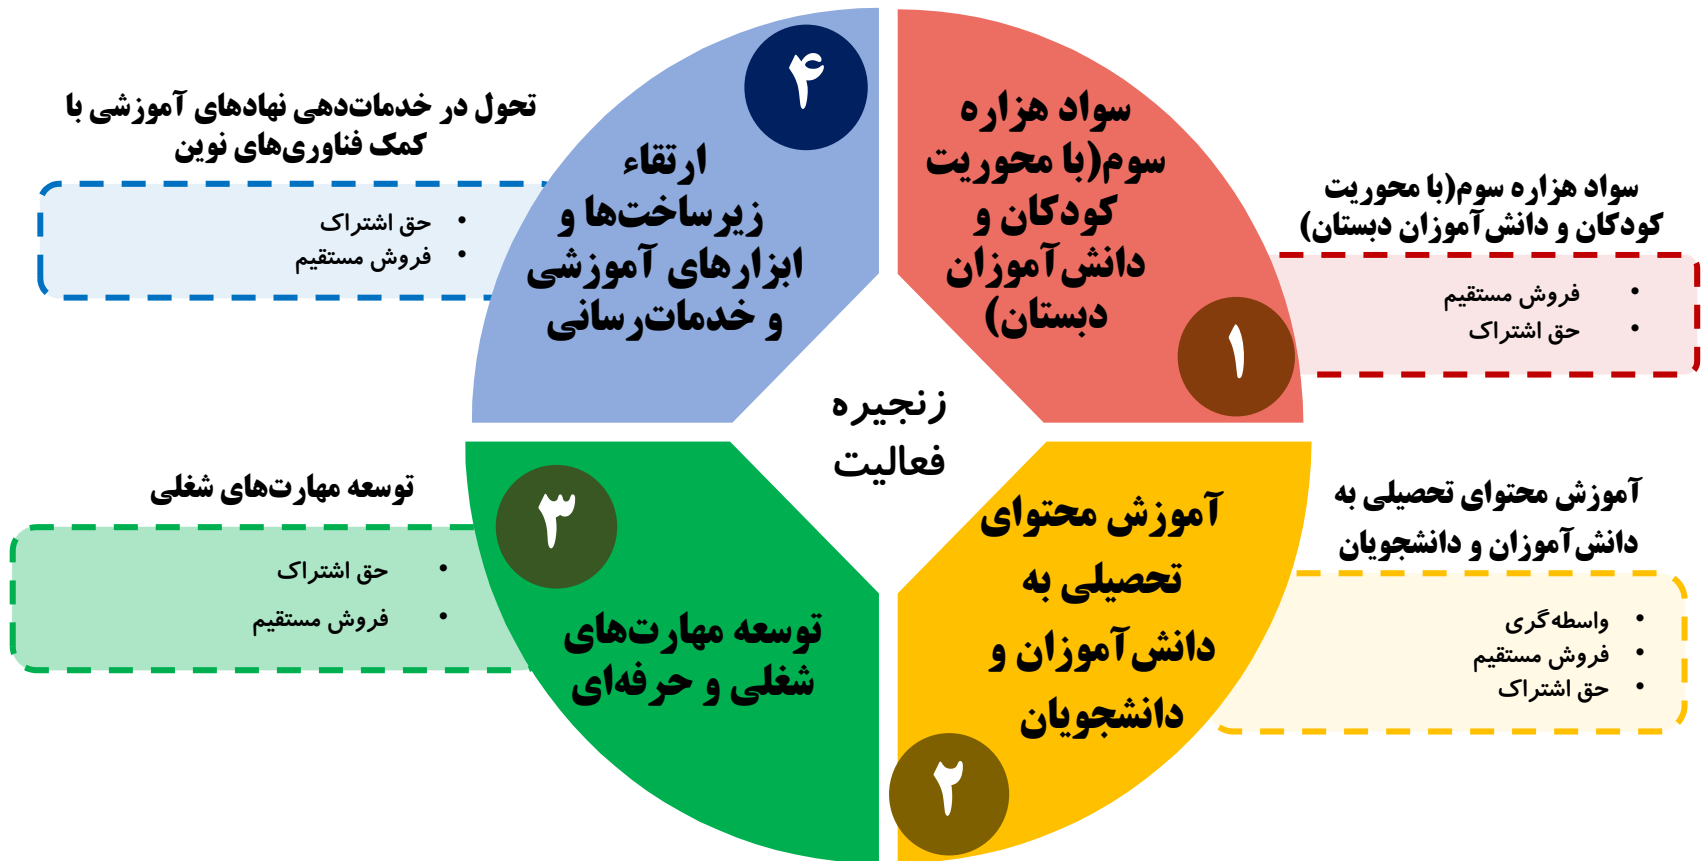 ۱
سواد هزاره
سوم(با محوریت
کودکان و
دانش‌آموزان
دبستان)
سواد هزاره سوم(با محوریت
کودکان و دانش‌آموزان دبستان)
• فروش مستقیم
• حق اشتراک
۲
آموزش محتوای
تحصیلی به
دانش‌آموزان و
دانشجویان
آموزش محتوای تحصیلی به
دانش‌آموزان و دانشجویان
• واسطه‌گری
• فروش مستقیم
• حق اشتراک
۳
توسعه مهارت‌های
شغلی و حرفه‌ای
توسعه مهارت‌های شغلی
• حق اشتراک
• فروش مستقیم
۴
ارتقاء
زیرساخت‌ها و
ابزارهای آموزشی
و خدمات‌رسانی
تحول در خدمات‌دهی نهادهای آموزشی با
کمک فناوری‌های نوین
• حق اشتراک
• فروش مستقیم
زنجیره
فعالیت